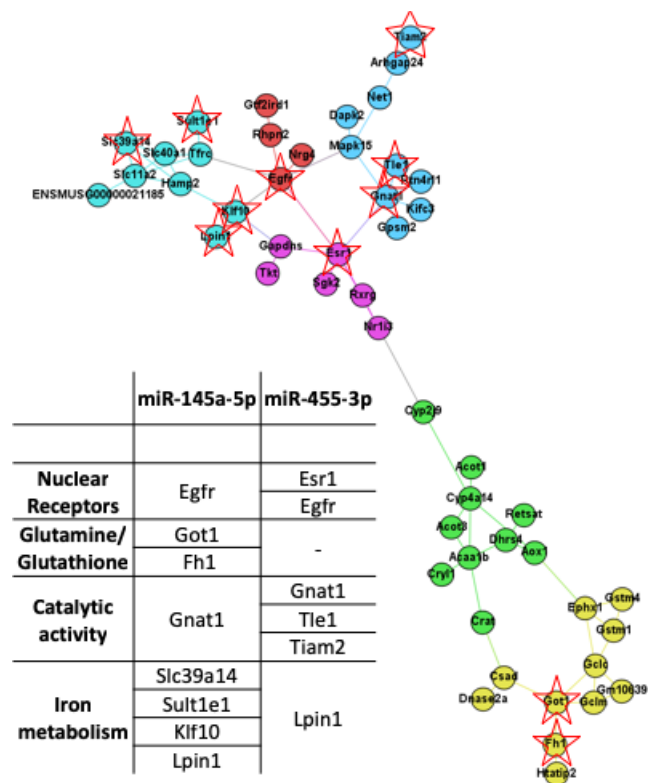 Tiam2
Arhgap24
Net1
Gtf2ird1
Sult1e1
Dapk2
Rhpn2
Mapk15
Slc39a14
Slc40a1
Tfrc
Nrg4
Tle1
Slc11a2
Egfr
Ptn4rl1
Hamp2
Gnat1
ENSMUSG00000021185
Klf10
Kifc3
Gpsm2
Lpin1
Gapdhs
Esr1
Tkt
Sgk2
Rxrg
Nr1i3
miR-145a-5p miR-455-3p
Nuclear
Receptors
Egfr
Esr1
Egfr
Glutamine/
Glutathione
Got1
Fh1
-
Catalytic
activity
Gnat1
Gnat1
Tle1
Tiam2
Iron
metabolism
Slc39a14
Sult1e1
Klf10
Lpin1
Lpin1
Cyp2j9
Acot1
Cyp4a14
Retsat
Acot3
Dhrs4
Acaa1b
Aox1
Cryl1
Crat
Ephx1
Gstm4
Gstm1
Gclc
Csad
Gm10639
Dnase2a
Got1
Gclm
Fh1
Htatip2